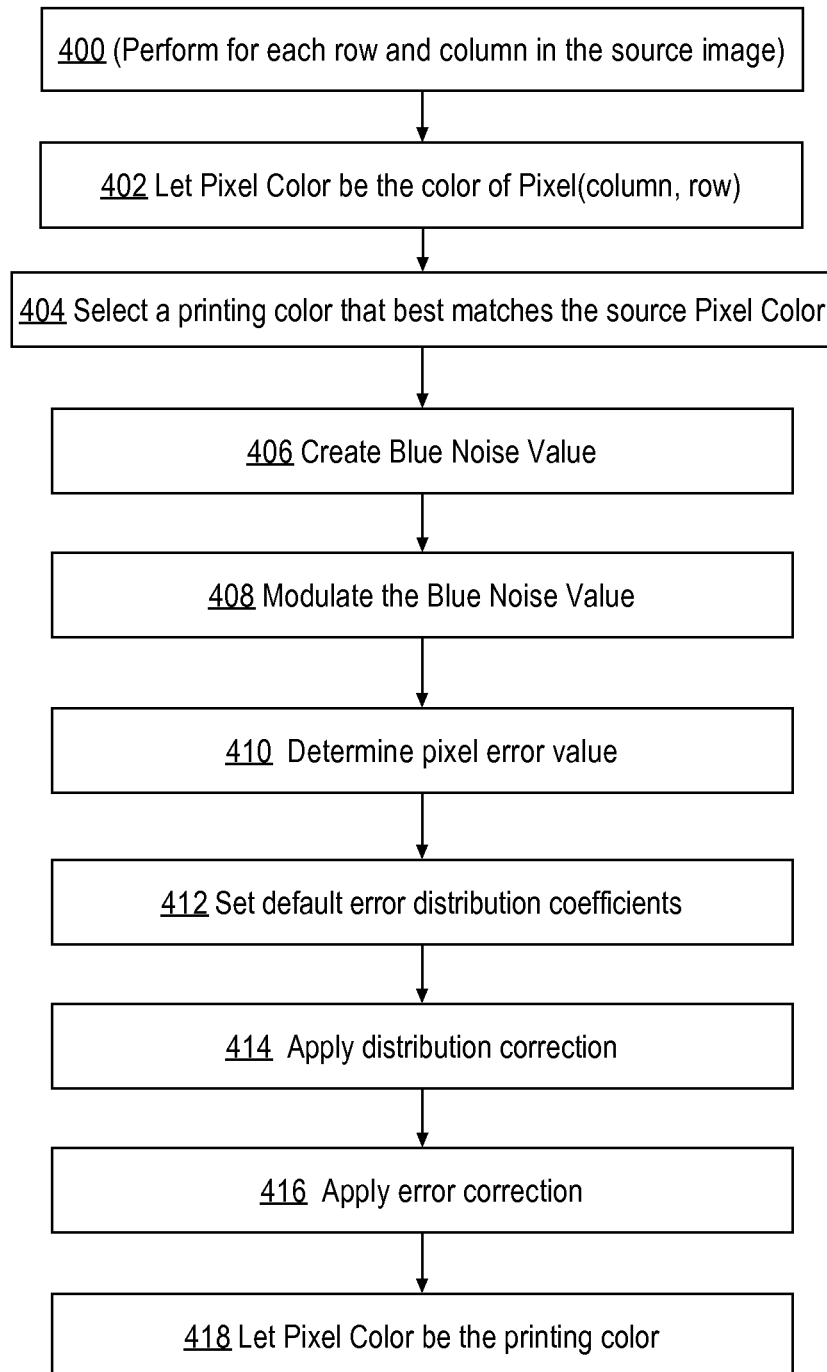 400 (Perform for each row and column in the source image)
402 Let Pixel Color be the color of Pixel(column, row)
404 Select a printing color that best matches the source Pixel Color
406 Create Blue Noise Value
408 Modulate the Blue Noise Value
410 Determine pixel error value
412 Set default error distribution coefficients
414 Apply distribution correction
416 Apply error correction
418 Let Pixel Color be the printing color